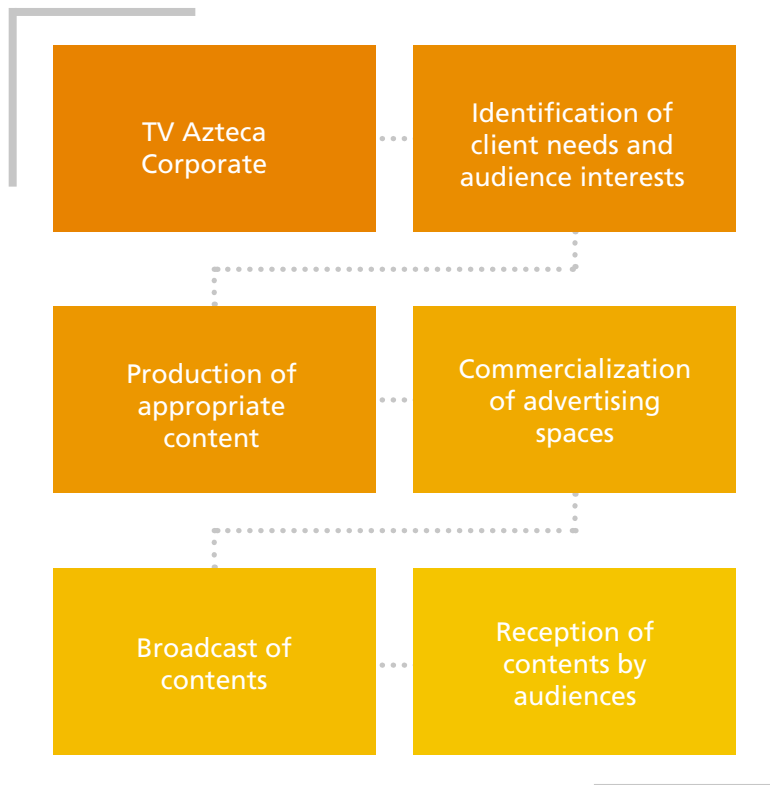 TV Azteca
Corporate
Identification of
client needs and
audience interests
Production of
appropriate
content
Commercialization
of advertising
spaces
Broadcast of
contents
Reception of
contents by
audiences